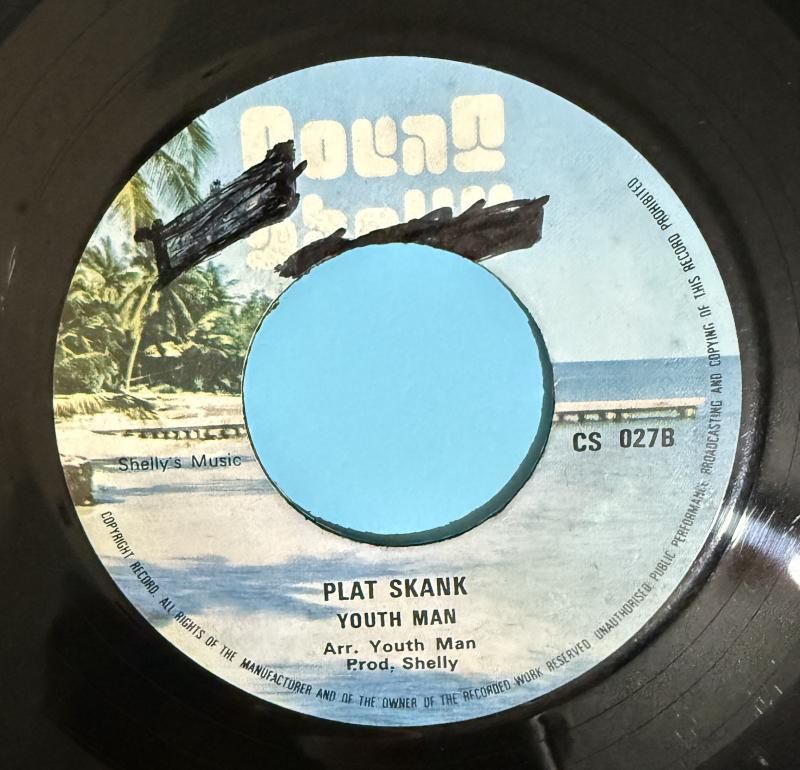 Shelly's Music
CS 027B
PLAT SKANK
YOUTH MAN
Arr. Youth Man
Prod. Shelly
COPYRIGHT RECORD. ALL RIGHTS OF THE MANUFACTURER AND OF THE OWNER OF THE RECORDED WORK RESERVED UNAUTHORISED PUBLIC PERFORMANCE BROADCASTING AND COPYING OF THIS RECORD PROHIBITED